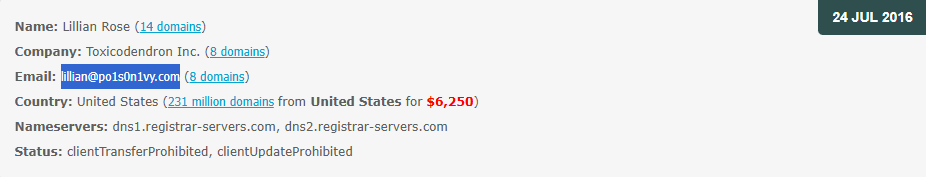 24 JUL 2016
Name: Lillian Rose (14 domains)
Company: Toxicodendron Inc. (8 domains)
Email: lillian@po1s0n1vy.com (8 domains)
Country: United States (231 million domains from United States for $6,250)
Nameservers: dns1.registrar-servers.com, dns2.registrar-servers.com
Status: clientTransferProhibited, clientUpdateProhibited